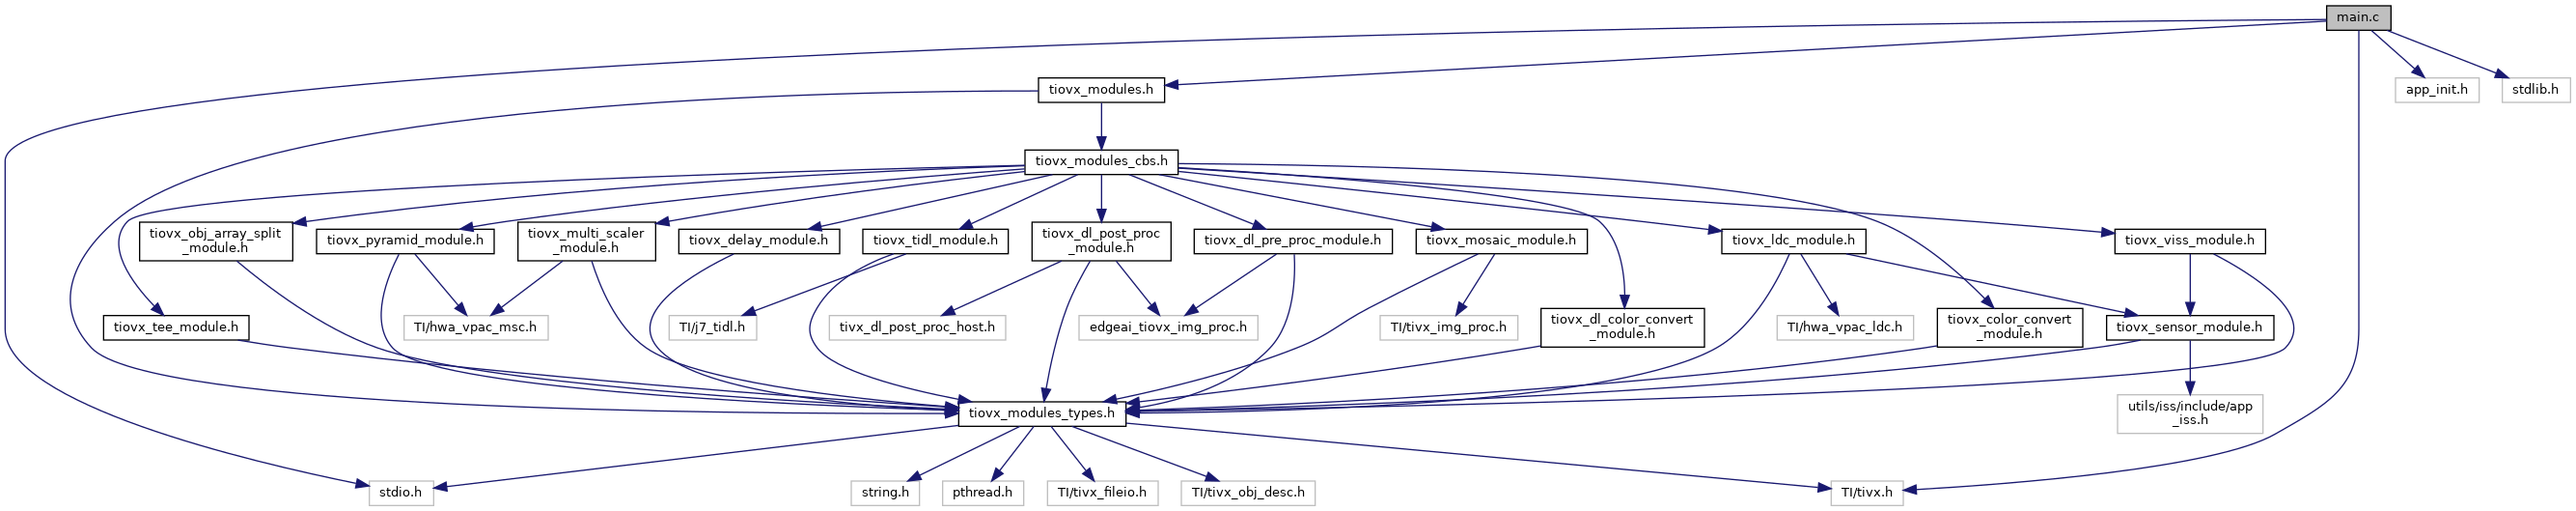 main.c
tiovx_modules.h
app_init.h
stdlib.h
tiovx_modules_cbs.h
tiovx_obj_array_split
_module.h
tiovx_pyramid_module.h
tiovx_multi_scaler
_module.h
tiovx_delay_module.h
tiovx_tidl_module.h
tiovx_dl_post_proc
_module.h
tiovx_dl_pre_proc_module.h
tiovx_mosaic_module.h
tiovx_ldc_module.h
tiovx_viss_module.h
tiovx_tee_module.h
TI/hwa_vpac_msc.h
TI/j7_tidl.h
tivx_dl_post_proc_host.h
edgeai_tiovx_img_proc.h
TI/tivx_img_proc.h
tiovx_dl_color_convert
_module.h
TI/hwa_vpac_ldc.h
tiovx_color_convert
_module.h
tiovx_sensor_module.h
tiovx_modules_types.h
utils/iss/include/app
_iss.h
stdio.h
string.h
pthread.h
TI/tivx_fileio.h
TI/tivx_obj_desc.h
TI/tivx.h